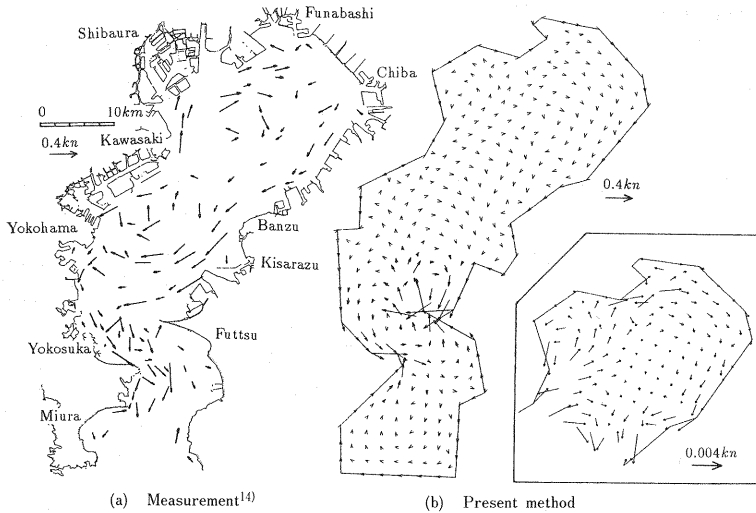 Funabashi
Shibaura
Chiba
0 10km
0.4kn
Kawasaki
0.4kn
Yokohama
Banzu
Kisarazu
Yokosuka
Futtsu
Miura
0.004kn
(a) Measurement14)
(b) Present method